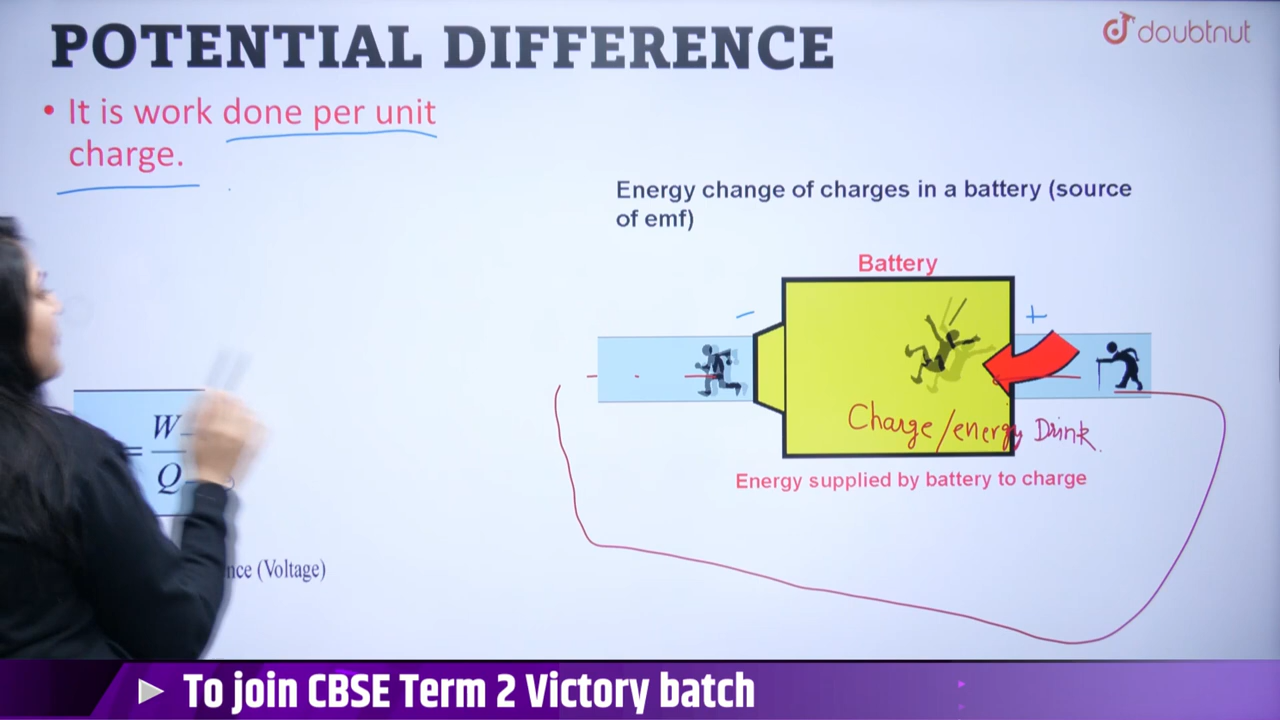 POTENTIAL DIFFERENCE
doubtnut
• It is work done per unit
charge.
Energy change of charges in a battery (source
of emf)
Battery
- +
Charge/energy Drink.
Energy supplied by battery to charge
= W
Q
(Voltage)
To join CBSE Term 2 Victory batch